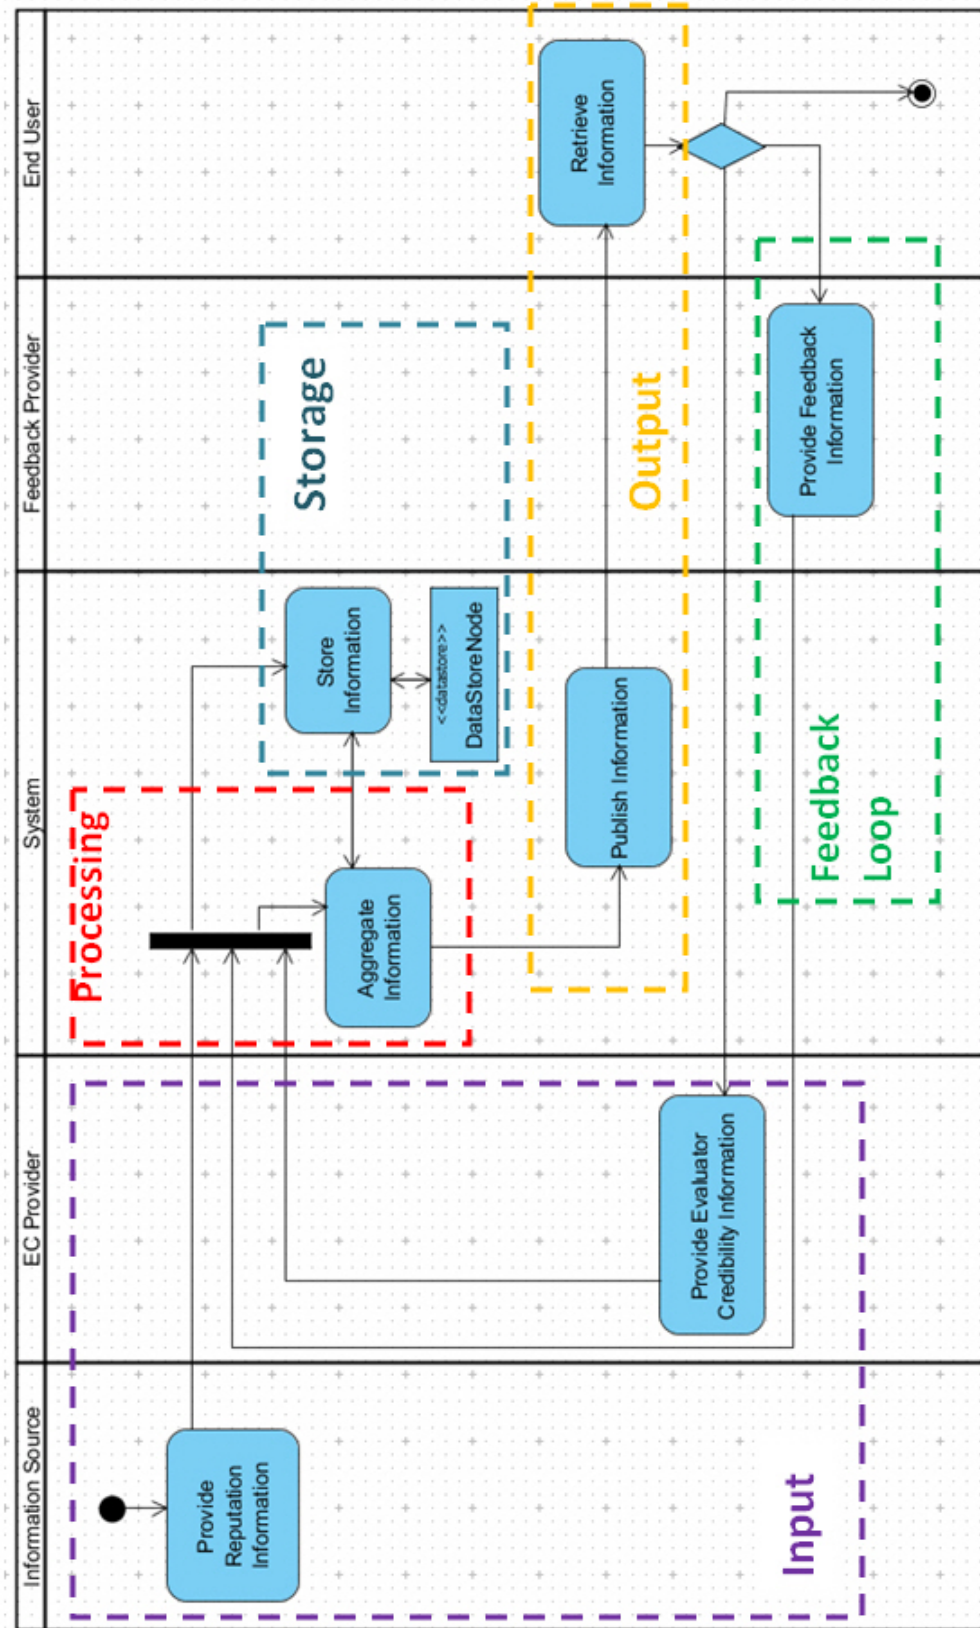 Information Source
EC Provider
System
Feedback Provider
End User
Provide
Reputation
Information
Input
Provide Evaluator
Credibility Information
Processing
Aggregate
Information
Store
Information
<<datastore>>
DataStoreNode
Storage
Publish Information
Output
Retrieve
Information
Provide Feedback
Information
Feedback
Loop